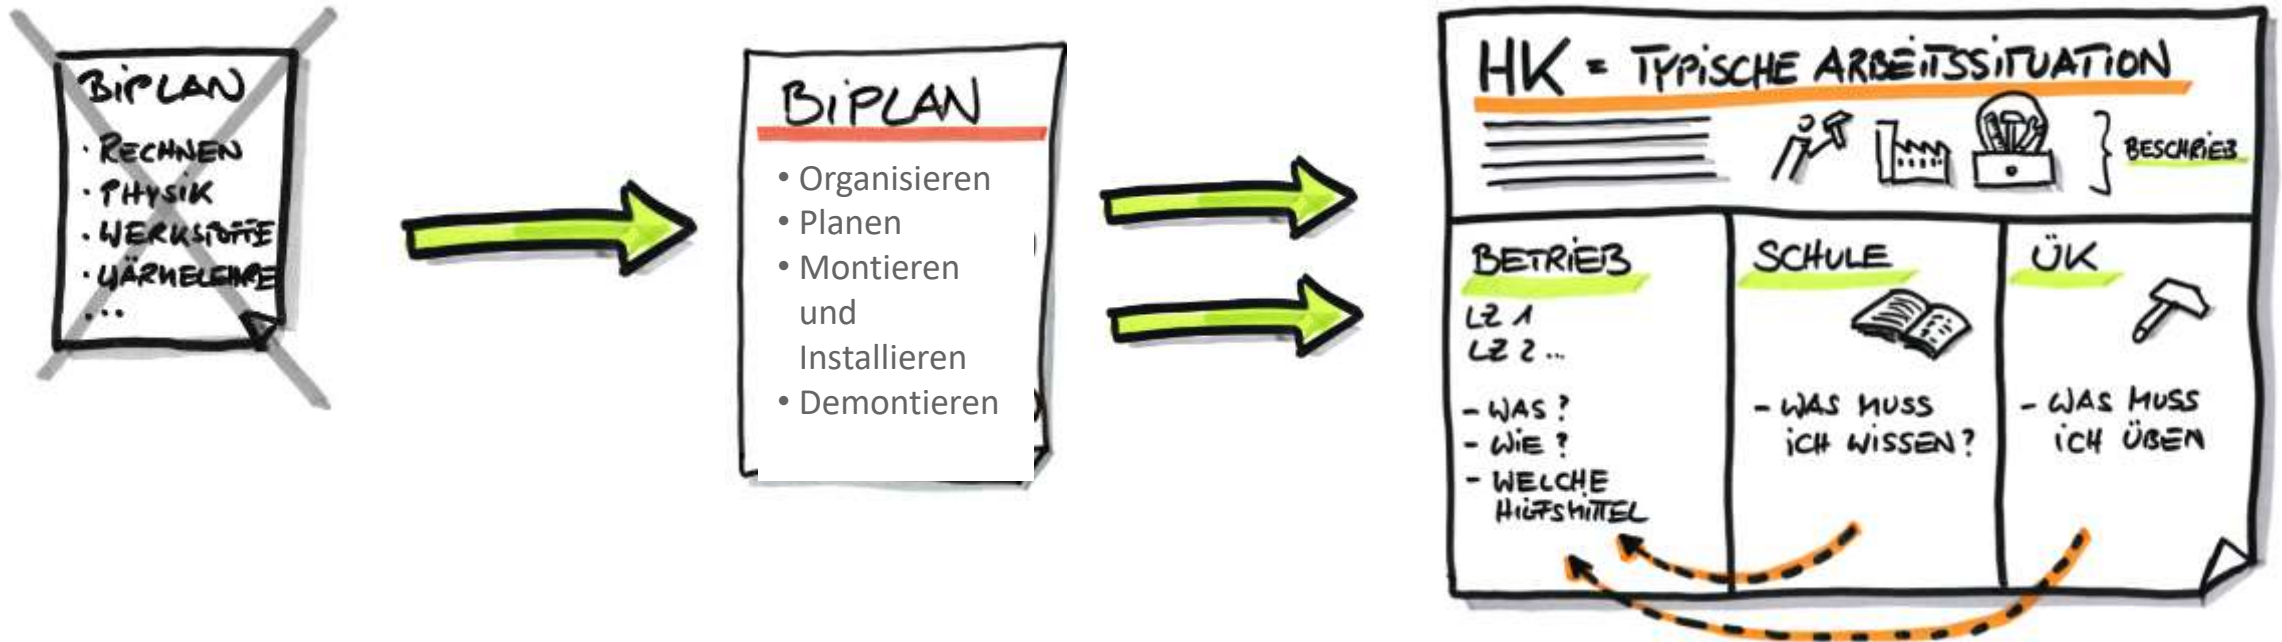 BiPLAN
· RECHNEN
· PHYSIK
· WERKSTOFFE
· WÄRMELEHRE
...
BiPLAN
• Organisieren
• Planen
• Montieren
und
Installieren
• Demontieren
HK = TYPiSCHE ARBEiTSSiTUATiON
BESCHRiEB
BETRiEB
LZ 1
LZ 2 ...
- WAS?
- WiE?
- WELCHE
HiLFSMiTTEL
SCHULE
- WAS MUSS
iCH WiSSEN?
ÜK
- WAS MUSS
iCH ÜBEN